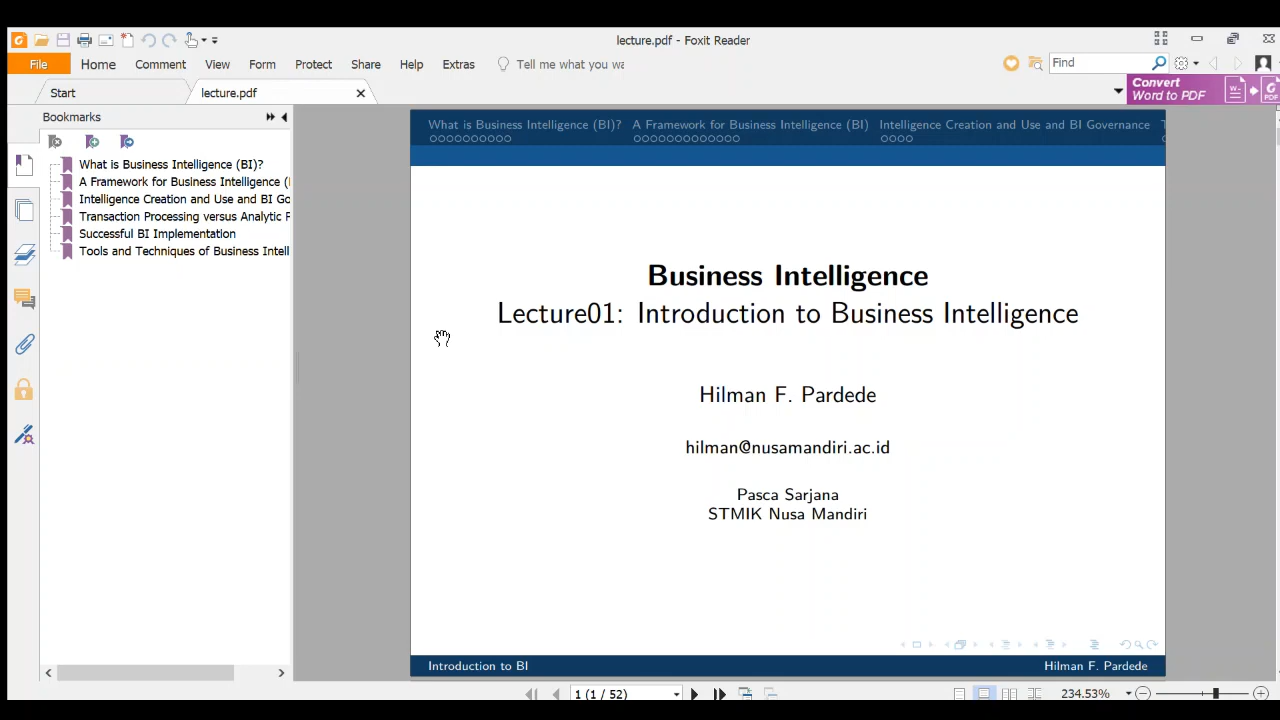 lecture.pdf - Foxit Reader
File Home Comment View Form Protect Share Help Extras Tell me what you wa
Find
Start lecture.pdf
Convert
Word to PDF
Bookmarks
What is Business Intelligence (BI)?
A Framework for Business Intelligence (
Intelligence Creation and Use and BI Go
Transaction Processing versus Analytic
Successful BI Implementation
Tools and Techniques of Business Intell
What is Business Intelligence (BI)? A Framework for Business Intelligence (BI) Intelligence Creation and Use and BI Governance
Business Intelligence
Lecture01: Introduction to Business Intelligence
Hilman F. Pardede
hilman@nusamandiri.ac.id
Pasca Sarjana
STMIK Nusa Mandiri
Introduction to BI Hilman F. Pardede
1 (1 / 52) 234.53%